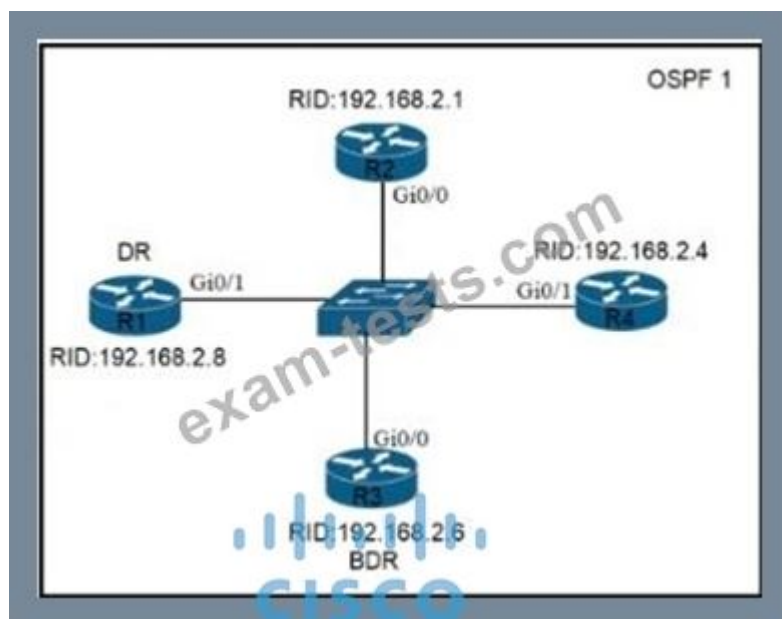 OSPF 1
RID:192.168.2.1
R2
Gi0/0
DR
Gi0/1
R1
RID:192.168.2.8
RID:192.168.2.4
Gi0/1
R4
exam-tests.com
Gi0/0
R3
RID:192.168.2.6
BDR
CISCO